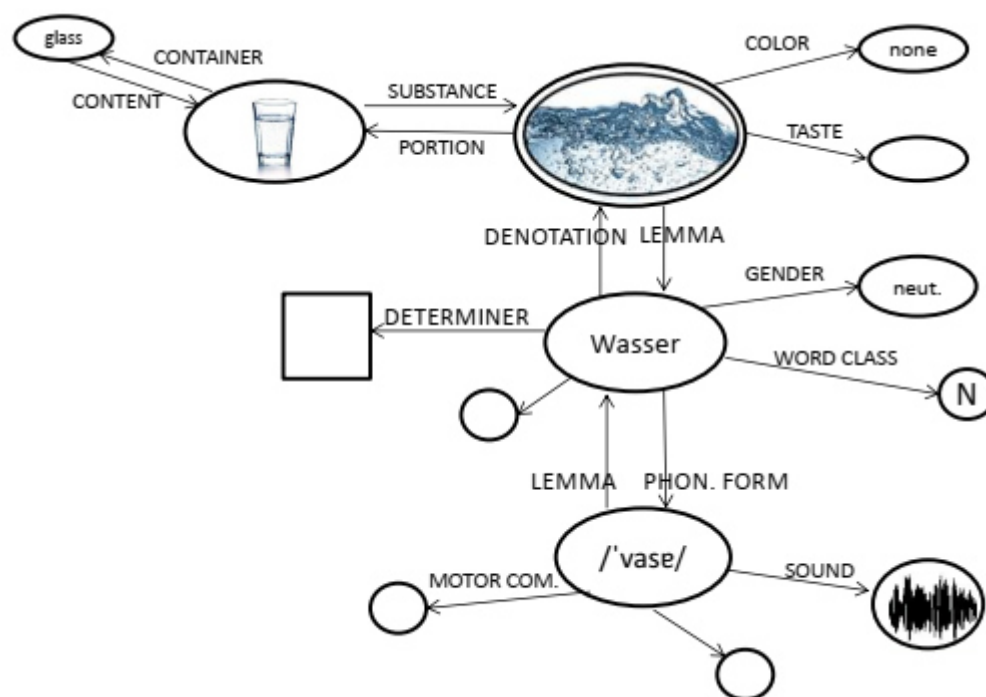 glass
CONTAINER
CONTENT
SUBSTANCE
PORTION
COLOR
none
TASTE
DENOTATION
LEMMA
GENDER
neut.
DETERMINER
Wasser
WORD CLASS
N
LEMMA
PHON. FORM
/ˈvasɐ/
MOTOR COM.
SOUND